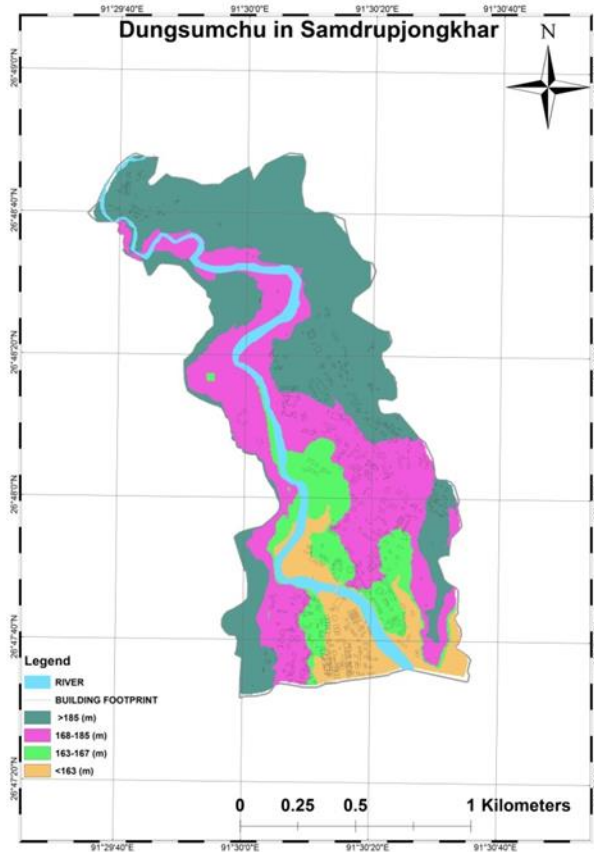 91°29'40"E 91°30'0"E 91°30'20"E 91°30'40"E
Dungsumchu in Samdrupjongkhar
N
26°49'0"N
26°48'40"N
26°48'20"N
26°48'0"N
26°47'40"N
26°47'20"N
Legend
RIVER
BUILDING FOOTPRINT
>185 (m)
168-185 (m)
163-167 (m)
<163 (m)
0 0.25 0.5 1 Kilometers
91°29'40"E 91°30'0"E 91°30'20"E 91°30'40"E